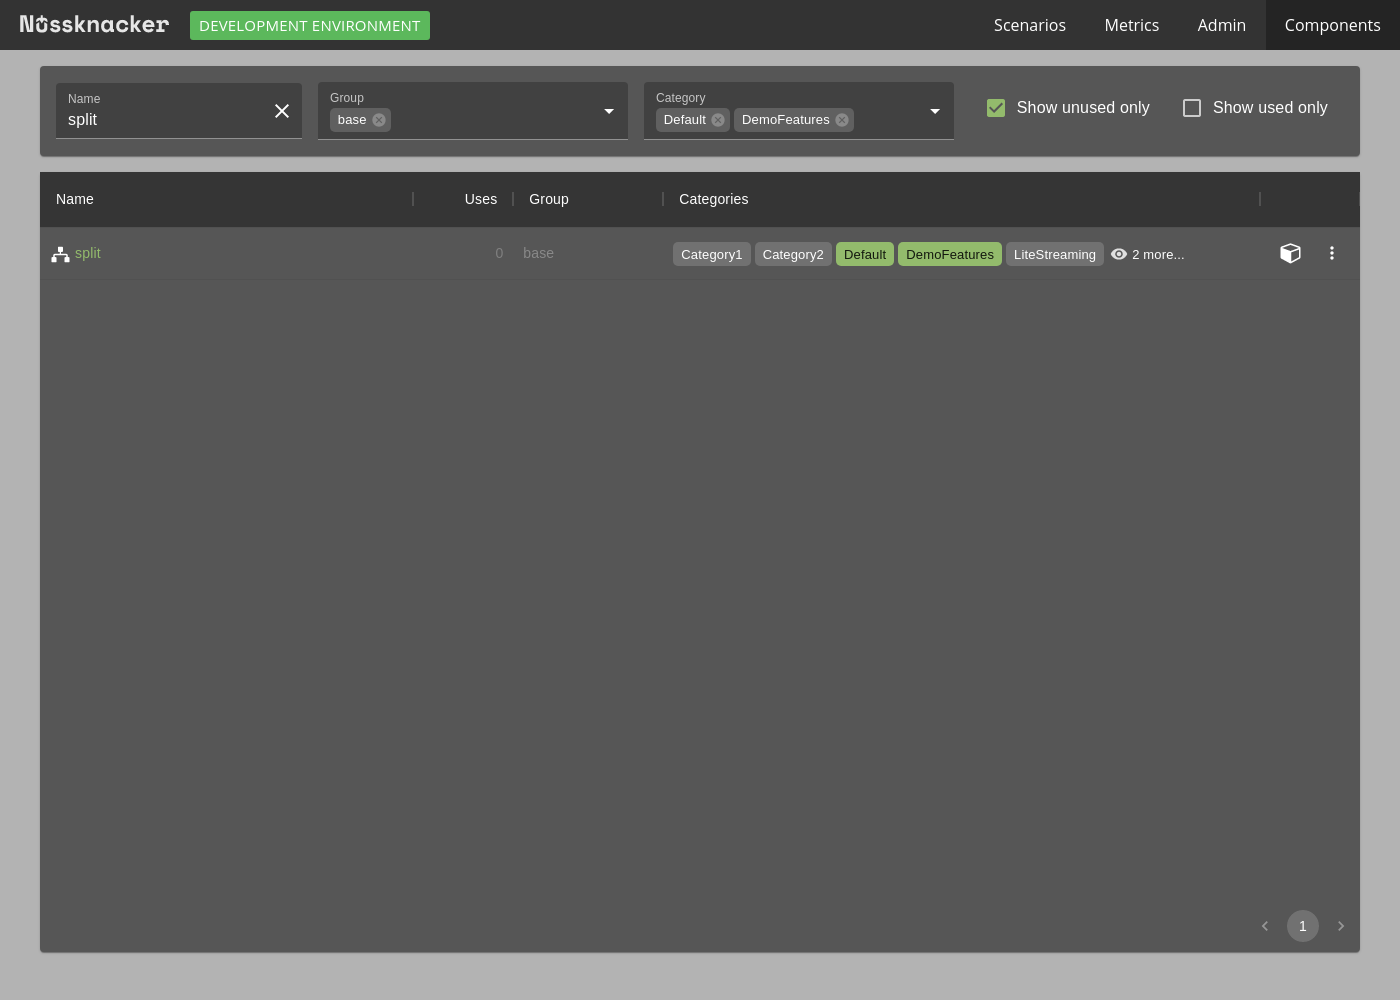 Nussknacker DEVELOPMENT ENVIRONMENT Scenarios Metrics Admin Components
Name
split
Group
base
Category
Default DemoFeatures
Show unused only Show used only
Name Uses Group Categories
split 0 base Category1 Category2 Default DemoFeatures LiteStreaming 2 more...
1